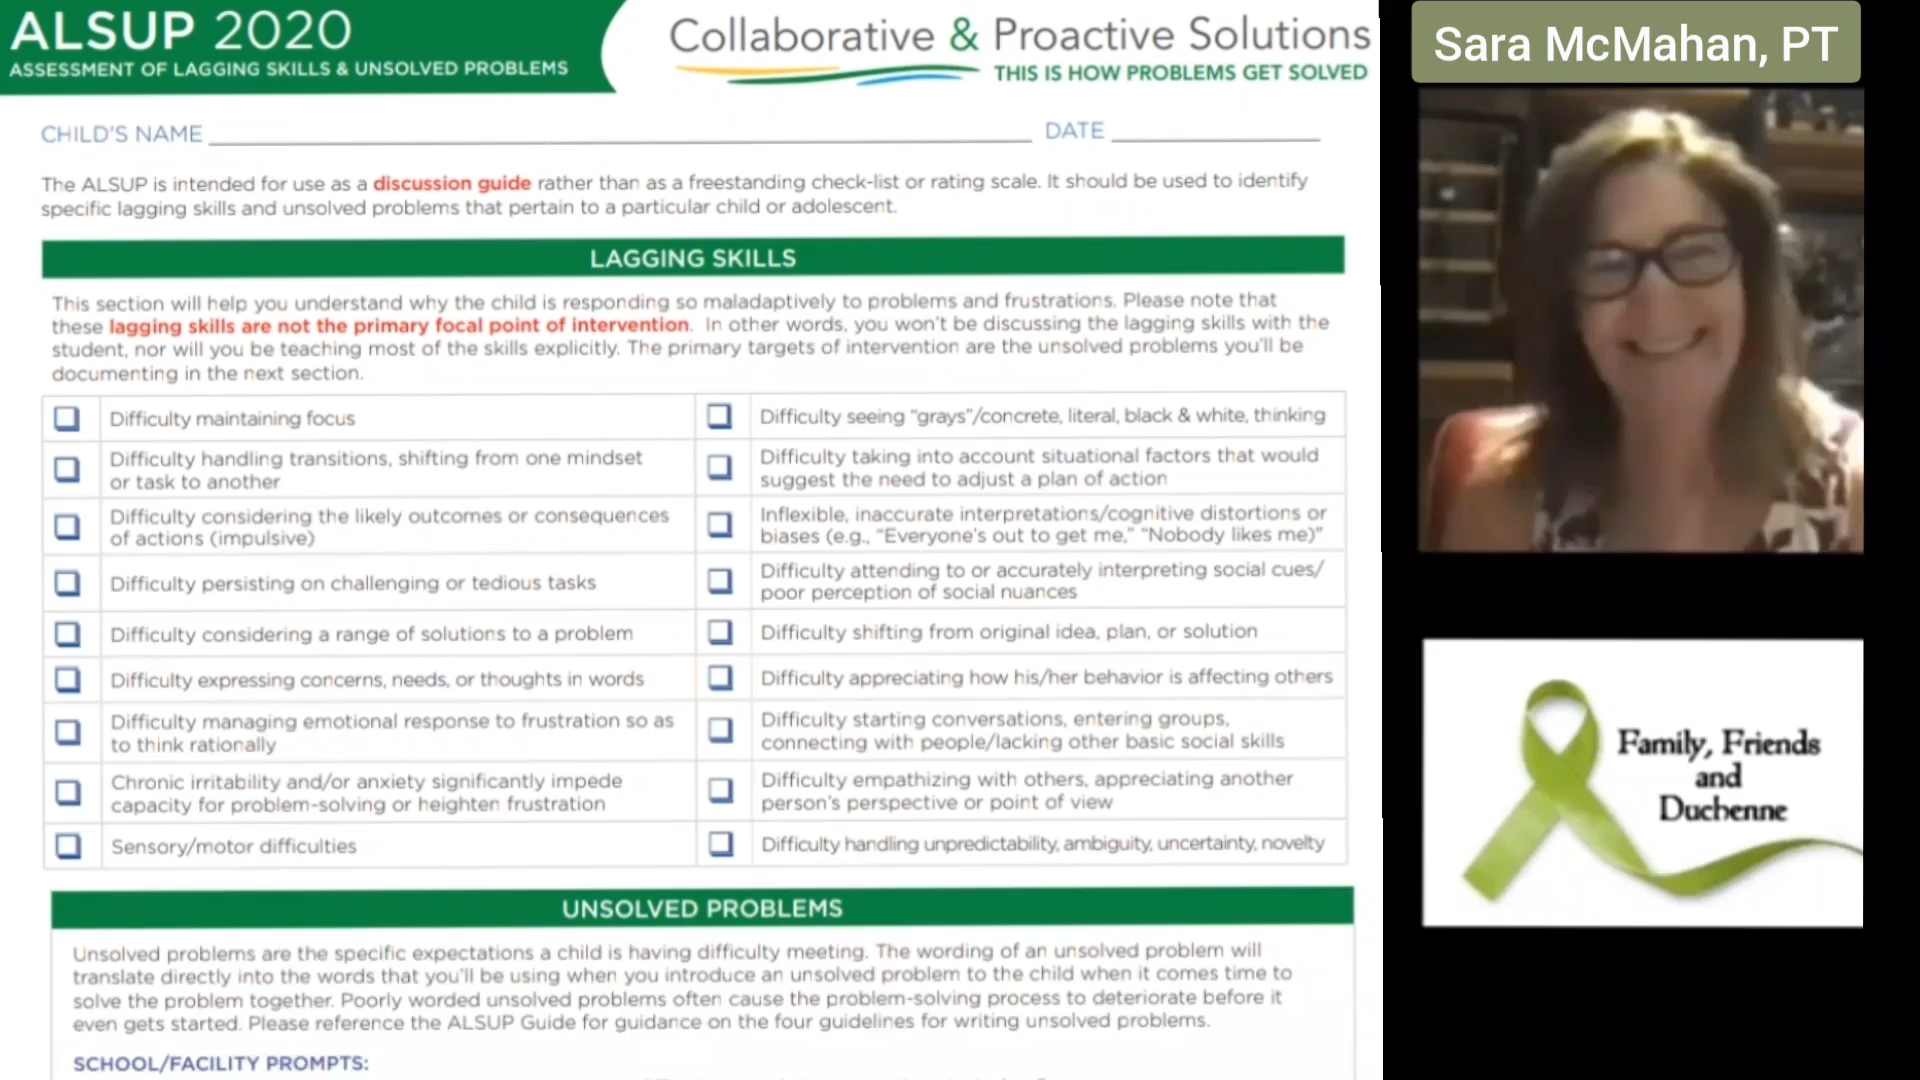 ALSUP 2020
ASSESSMENT OF LAGGING SKILLS & UNSOLVED PROBLEMS
Collaborative & Proactive Solutions
THIS IS HOW PROBLEMS GET SOLVED
CHILD'S NAME
DATE
The ALSUP is intended for use as a discussion guide rather than as a freestanding check-list or rating scale. It should be used to identify
specific lagging skills and unsolved problems that pertain to a particular child or adolescent.
LAGGING SKILLS
This section will help you understand why the child is responding so maladaptively to problems and frustrations. Please note that
these lagging skills are not the primary focal point of intervention. In other words, you won't be discussing the lagging skills with the
student, nor will you be teaching most of the skills explicitly. The primary targets of intervention are the unsolved problems you'll be
documenting in the next section.
Difficulty maintaining focus
Difficulty handling transitions, shifting from one mindset
or task to another
Difficulty considering the likely outcomes or consequences
of actions (impulsive)
Difficulty persisting on challenging or tedious tasks
Difficulty considering a range of solutions to a problem
Difficulty expressing concerns, needs, or thoughts in words
Difficulty managing emotional response to frustration so as
to think rationally
Chronic irritability and/or anxiety significantly impede
capacity for problem-solving or heighten frustration
Sensory/motor difficulties
Difficulty seeing "grays"/concrete, literal, black & white, thinking
Difficulty taking into account situational factors that would
suggest the need to adjust a plan of action
Inflexible, inaccurate interpretations/cognitive distortions or
biases (e.g., "Everyone's out to get me," "Nobody likes me)"
Difficulty attending to or accurately interpreting social cues/
poor perception of social nuances
Difficulty shifting from original idea, plan, or solution
Difficulty appreciating how his/her behavior is affecting others
Difficulty starting conversations, entering groups,
connecting with people/lacking other basic social skills
Difficulty empathizing with others, appreciating another
person's perspective or point of view
Difficulty handling unpredictability, ambiguity, uncertainty, novelty
UNSOLVED PROBLEMS
Unsolved problems are the specific expectations a child is having difficulty meeting. The wording of an unsolved problem will
translate directly into the words that you'll be using when you introduce an unsolved problem to the child when it comes time to
solve the problem together. Poorly worded unsolved problems often cause the problem-solving process to deteriorate before it
even gets started. Please reference the ALSUP Guide for guidance on the four guidelines for writing unsolved problems.
SCHOOL/FACILITY PROMPTS:
Sara McMahan, PT
Family, Friends
and
Duchenne